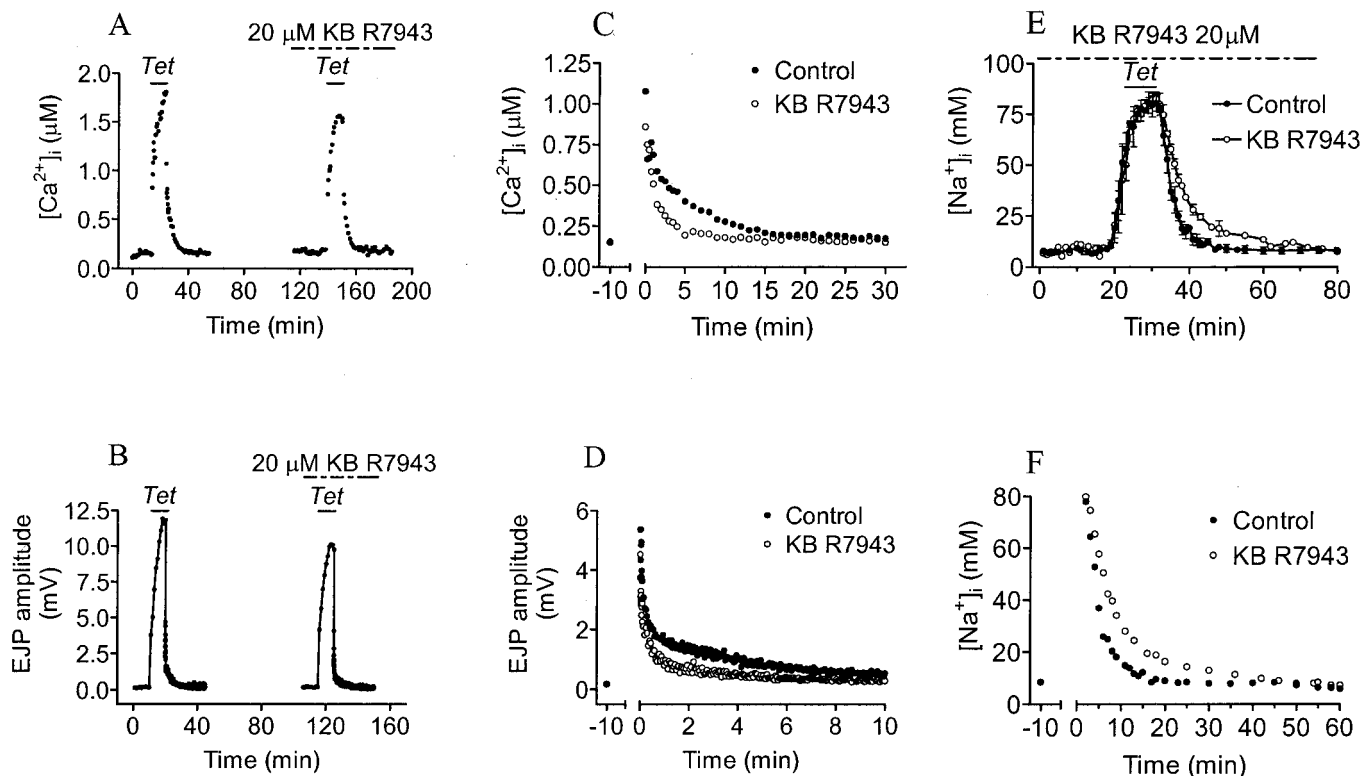 A
20 μM KB R7943
Tet
Tet
2.0
1.5
1.0
0.5
0.0
[Ca²⁺]ᵢ (μM)
0
40
80
120
160
200
Time (min)
C
1.25
1.00
0.75
0.50
0.25
0.00
[Ca²⁺]ᵢ (μM)
Control
KB R7943
-10
0
5
10
15
20
25
30
Time (min)
E
KB R7943 20μM
Tet
100
75
50
25
0
[Na⁺]ᵢ (mM)
Control
KB R7943
0
20
40
60
80
Time (min)
B
20 μM KB R7943
Tet
Tet
12.5
10.0
7.5
5.0
2.5
0.0
EJP amplitude
(mV)
0
40
80
120
160
Time (min)
D
6
4
2
0
EJP amplitude
(mV)
Control
KB R7943
-10
0
2
4
6
8
10
Time (min)
F
80
60
40
20
0
[Na⁺]ᵢ (mM)
Control
KB R7943
-10
0
10
20
30
40
50
60
Time (min)